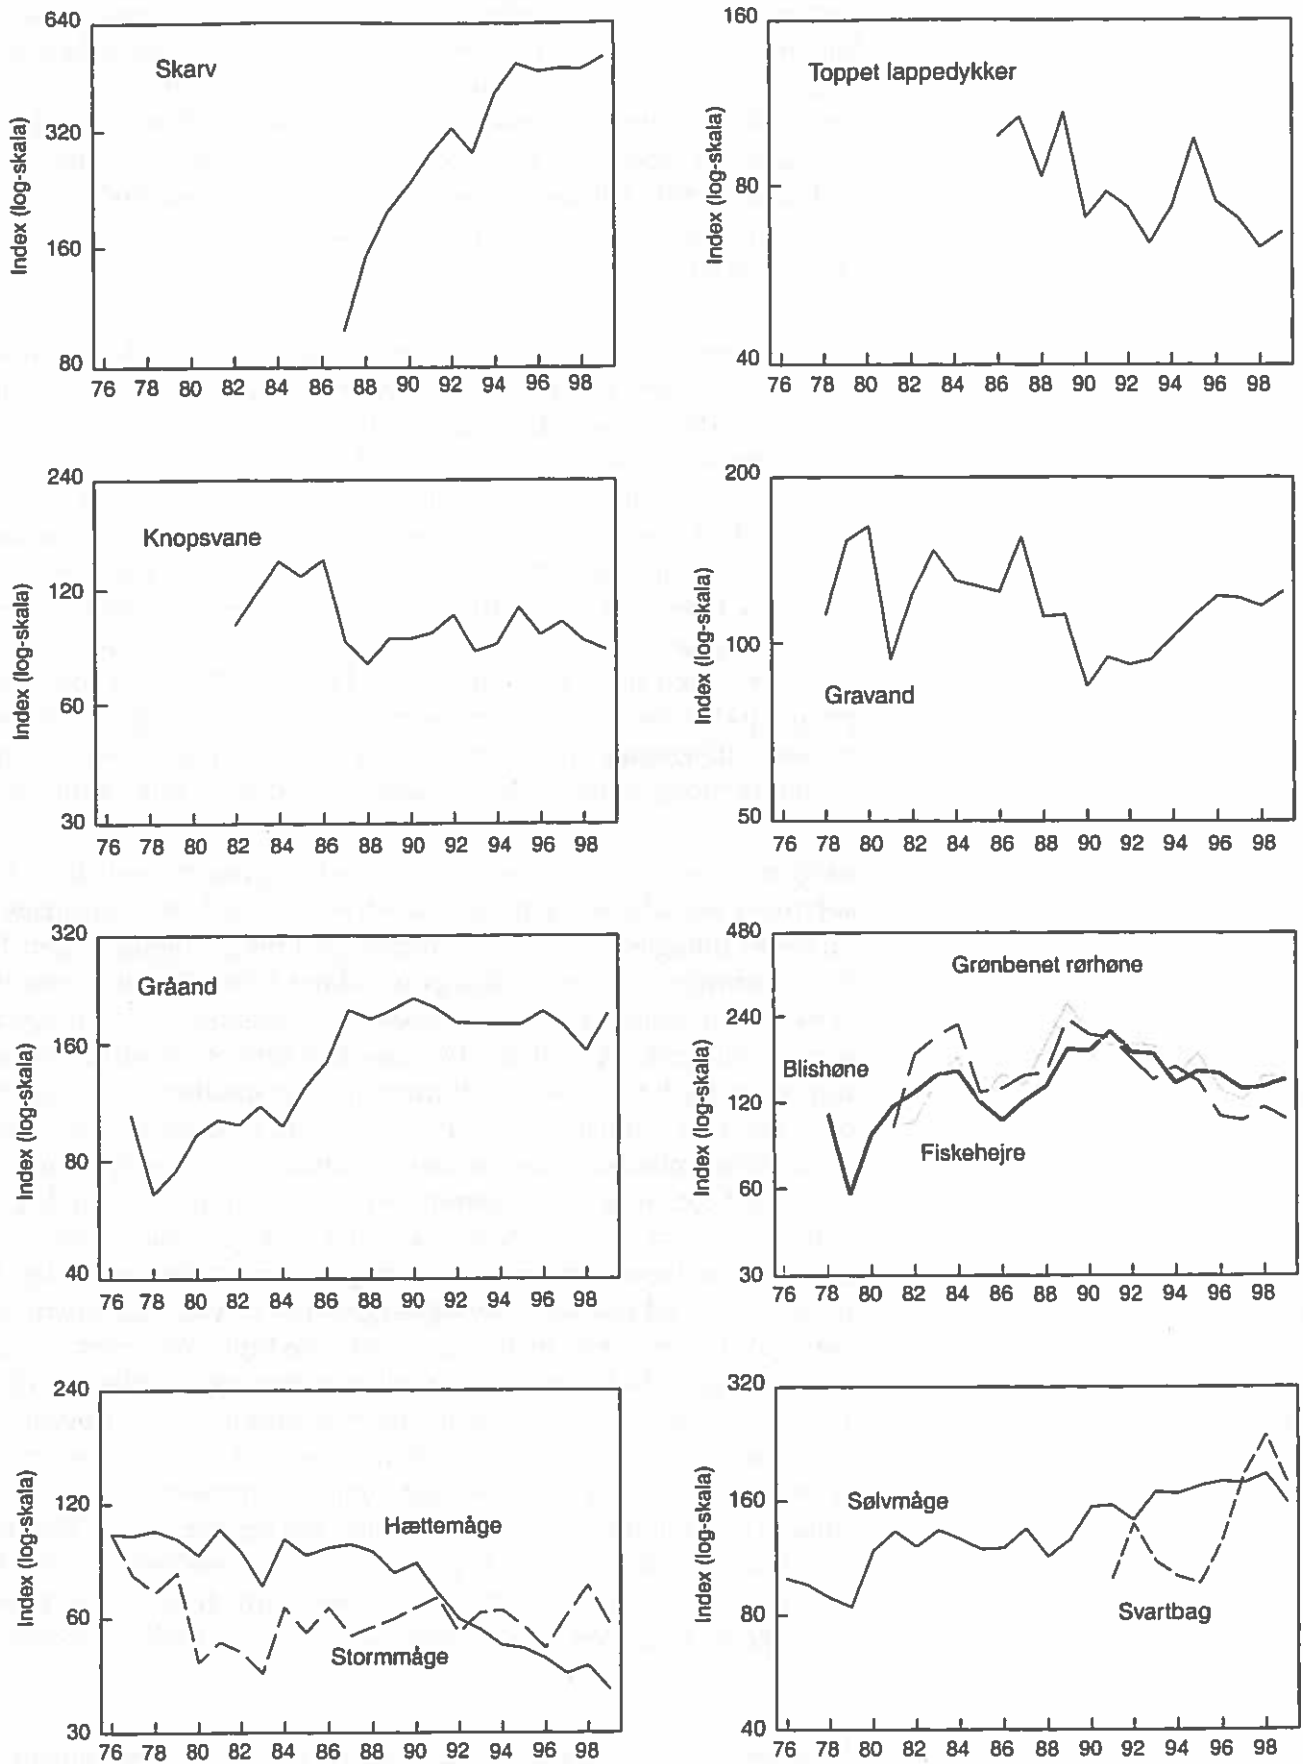 640
320
160
80
Index (log-skala)
Skarv
76 78 80 82 84 86 88 90 92 94 96 98
160
80
40
Index (log-skala)
Toppet lappedykker
76 78 80 82 84 86 88 90 92 94 96 98
240
120
60
30
Index (log-skala)
Knopsvane
76 78 80 82 84 86 88 90 92 94 96 98
200
100
50
Index (log-skala)
Gravand
76 78 80 82 84 86 88 90 92 94 96 98
320
160
80
40
Index (log-skala)
Gråand
76 78 80 82 84 86 88 90 92 94 96 98
480
240
120
60
30
Index (log-skala)
Grønbenet rørhøne
Blishøne
Fiskehejre
76 78 80 82 84 86 88 90 92 94 96 98
240
120
60
30
Index (log-skala)
Hættemåge
Stormmåge
76 78 80 82 84 86 88 90 92 94 96 98
320
160
80
40
Index (log-skala)
Sølvmåge
Svartbag
76 78 80 82 84 86 88 90 92 94 96 98